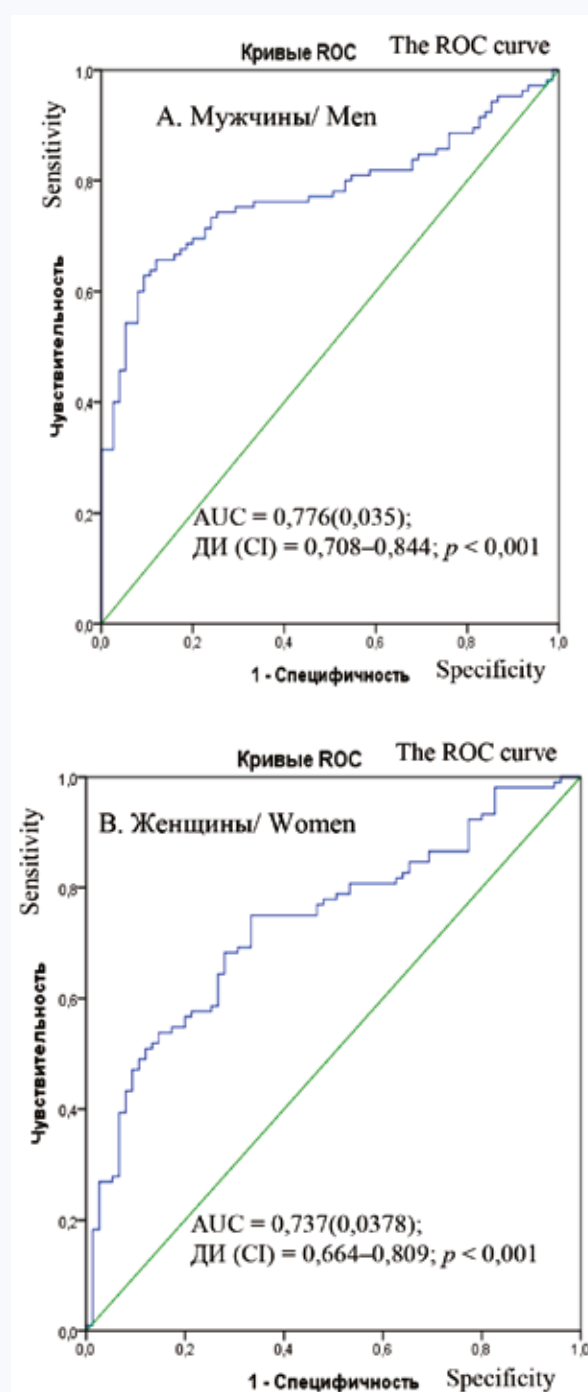 Кривые ROC The ROC curve
A. Мужчины/ Men
Sensitivity
Чувствительность
1,0
0,8
0,6
0,4
0,2
0,0
AUC = 0,776(0,035);
ДИ (CI) = 0,708–0,844; p < 0,001
0,0 0,2 0,4 0,6 0,8 1,0
1 - Специфичность Specificity
Кривые ROC The ROC curve
B. Женщины/ Women
Sensitivity
Чувствительность
1,0
0,8
0,6
0,4
0,2
0,0
AUC = 0,737(0,0378);
ДИ (CI) = 0,664–0,809; p < 0,001
0,0 0,2 0,4 0,6 0,8 1,0
1 - Специфичность Specificity